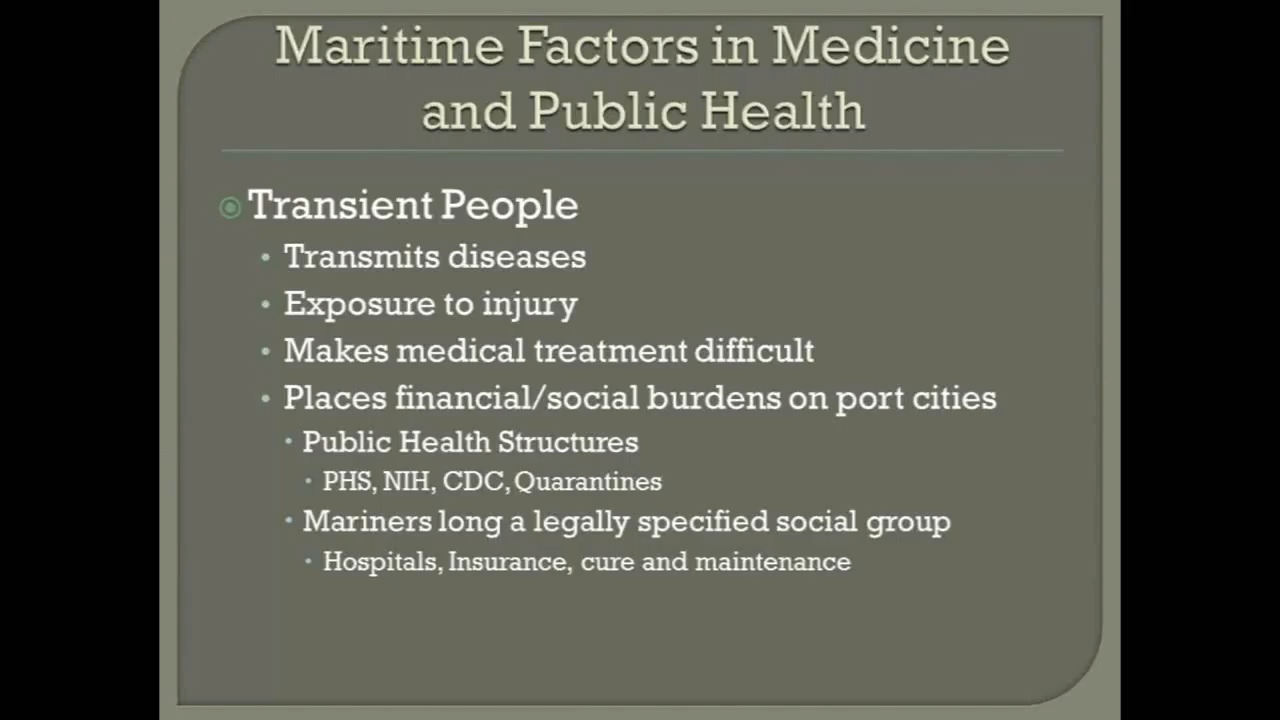 Maritime Factors in Medicine
and Public Health
Transient People
Transmits diseases
Exposure to injury
Makes medical treatment difficult
Places financial/social burdens on port cities
Public Health Structures
PHS, NIH, CDC, Quarantines
Mariners long a legally specified social group
Hospitals, Insurance, cure and maintenance